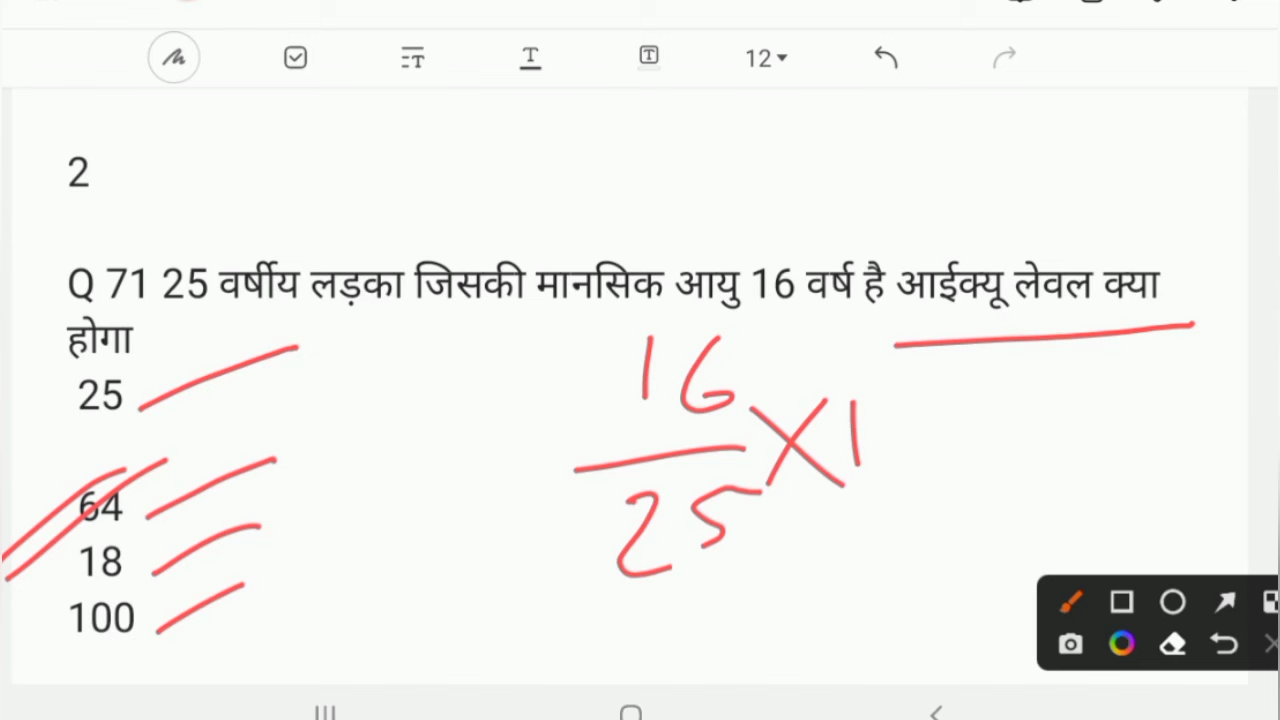 12
2
Q 71 25 वर्षीय लड़का जिसकी मानसिक आयु 16 वर्ष है आईक्यू लेवल क्या
होगा
25
64
18
100
16
25
X1